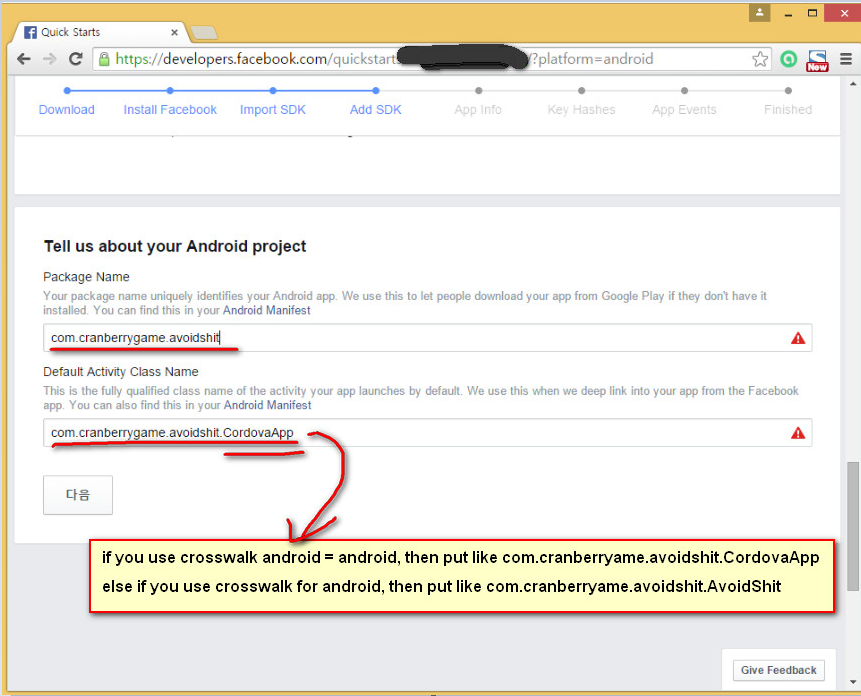 Quick Starts
https://developers.facebook.com/quickstart /?platform=android
New
Download Install Facebook Import SDK Add SDK App Info Key Hashes App Events Finished
Tell us about your Android project
Package Name
Your package name uniquely identifies your Android app. We use this to let people download your app from Google Play if they don't have it
installed. You can find this in your Android Manifest
com.cranberrygame.avoidshit
Default Activity Class Name
This is the fully qualified class name of the activity your app launches by default. We use this when we deep link into your app from the Facebook
app. You can also find this in your Android Manifest
com.cranberrygame.avoidshit.CordovaApp
다음
if you use crosswalk android = android, then put like com.cranberryame.avoidshit.CordovaApp
else if you use crosswalk for android, then put like com.cranberryame.avoidshit.AvoidShit
Give Feedback